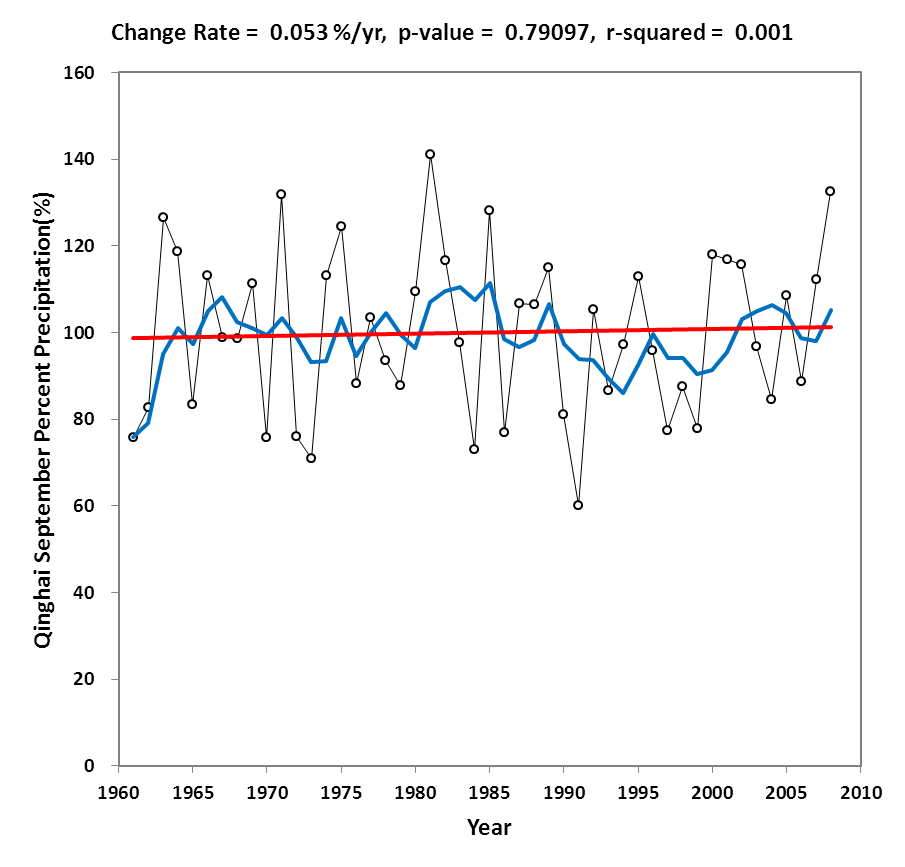 Change Rate = 0.053 %/yr, p-value = 0.79097, r-squared = 0.001
Qinghai September Percent Precipitation(%)
160
140
120
100
80
60
40
20
0
1960 1965 1970 1975 1980 1985 1990 1995 2000 2005 2010
Year